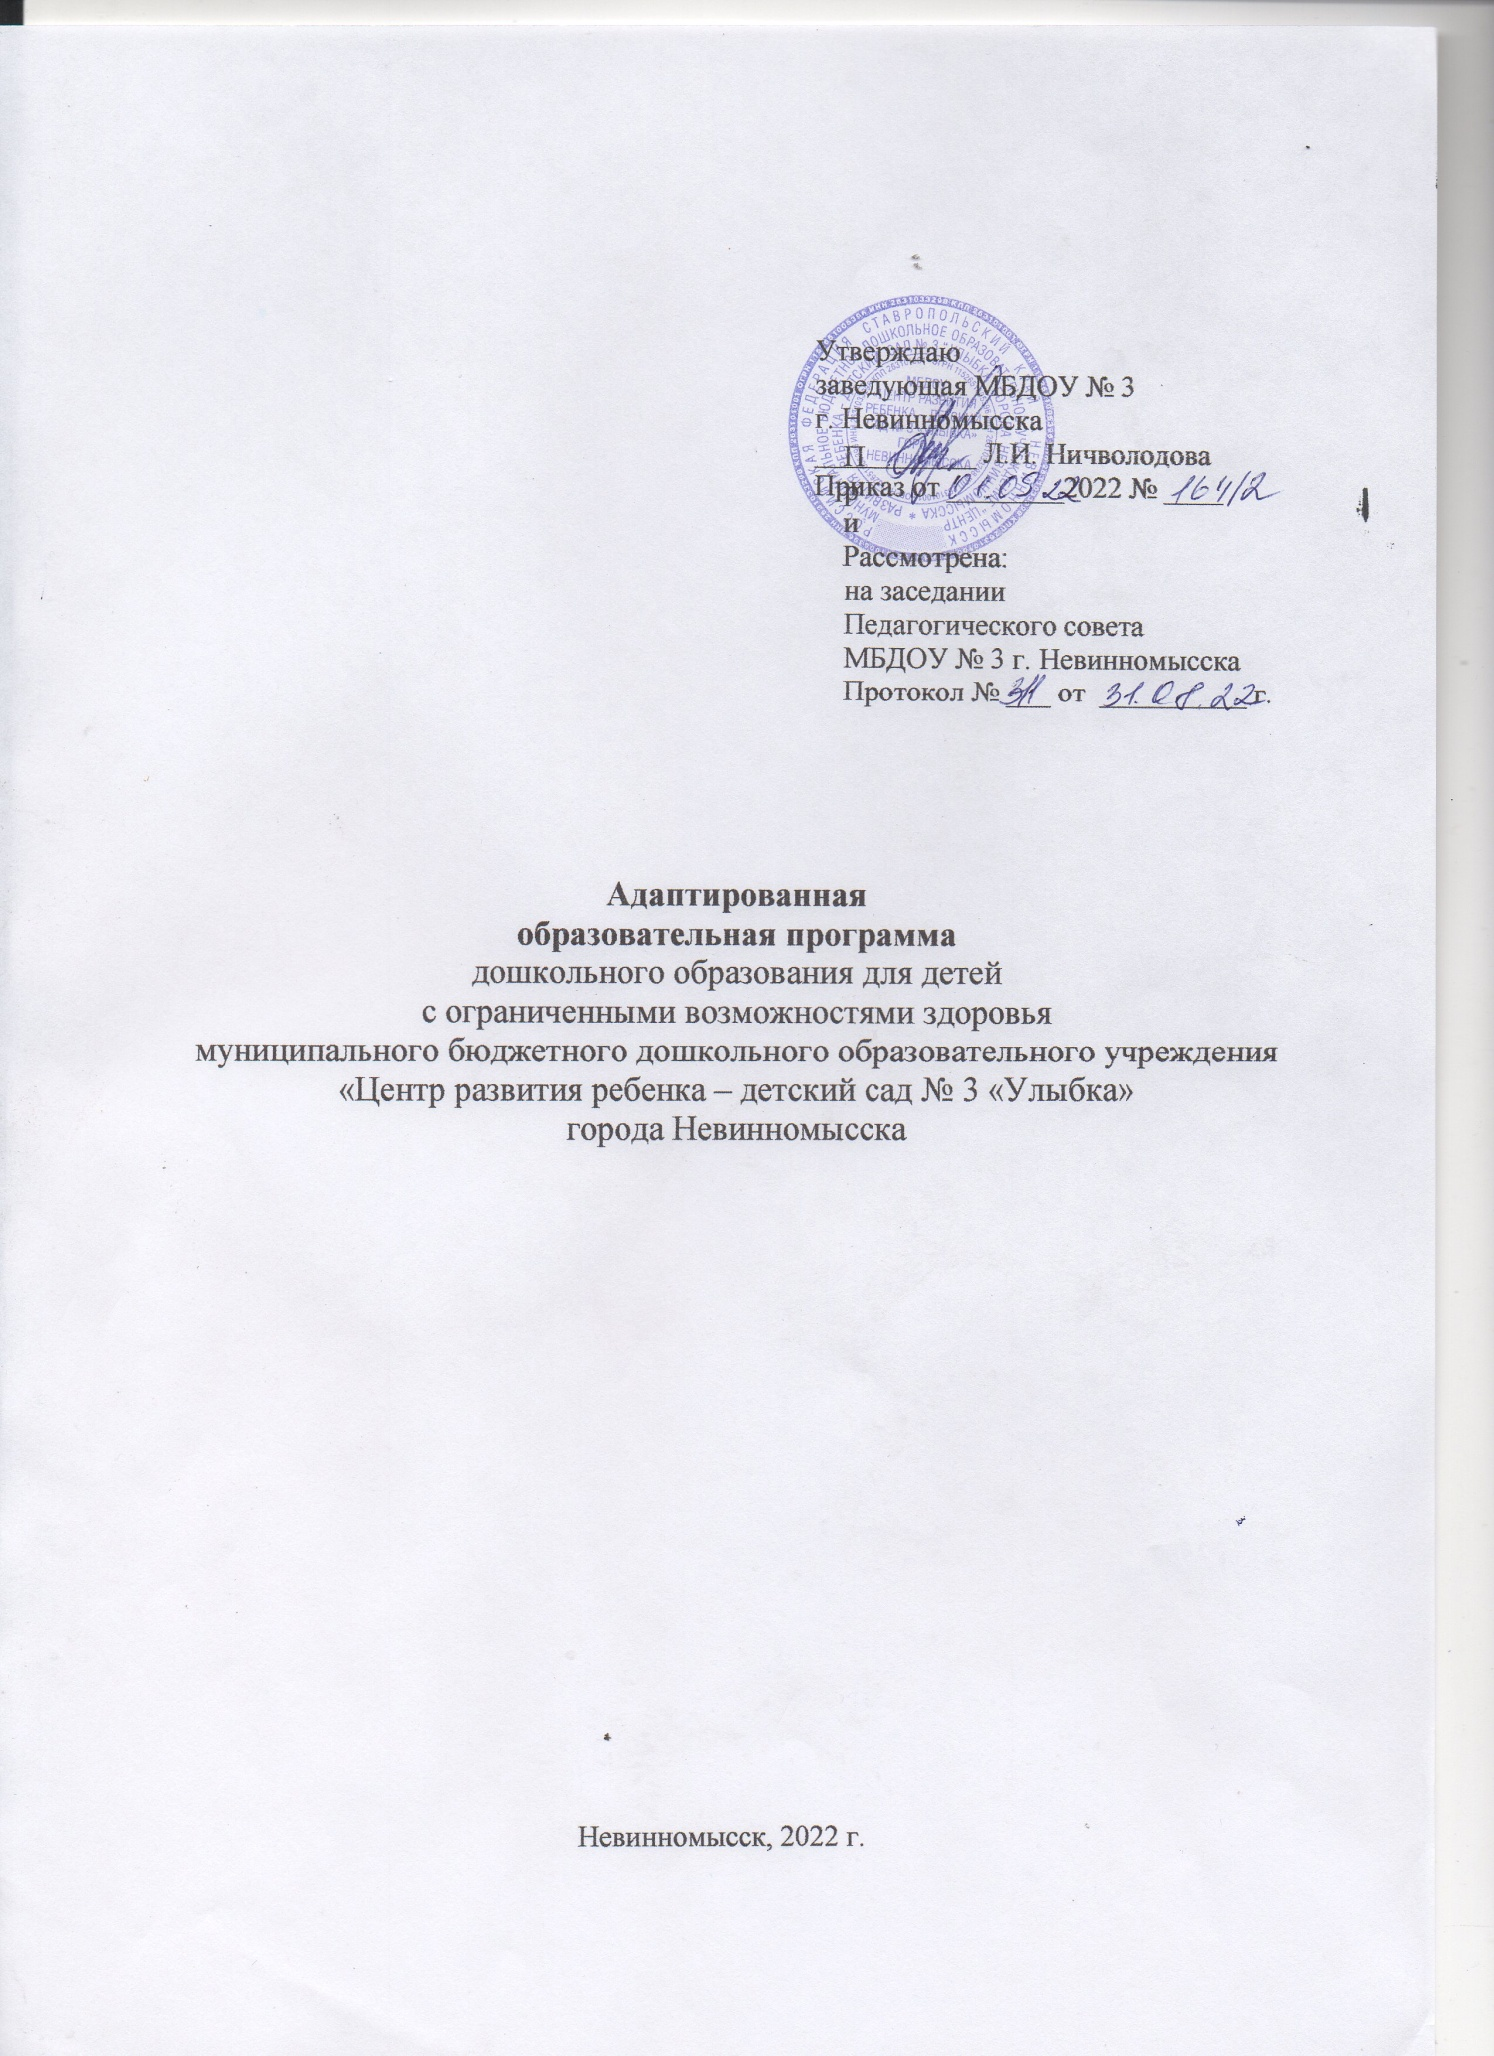 Утверждаю
заведующая МБДОУ № 3
г. Невинномысска
П___________ Л.И. Ничволодова
Приказ от 01.09.22 2022 № 164/2
р
и
Рассмотрена:
на заседании
Педагогического совета
МБДОУ № 3 г. Невинномысска
Протокол № от 31.08.22г.
Адаптированная
образовательная программа
дошкольного образования для детей
с ограниченными возможностями здоровья
муниципального бюджетного дошкольного образовательного учреждения
«Центр развития ребенка – детский сад № 3 «Улыбка»
города Невинномысска
Невинномысск, 2022 г.